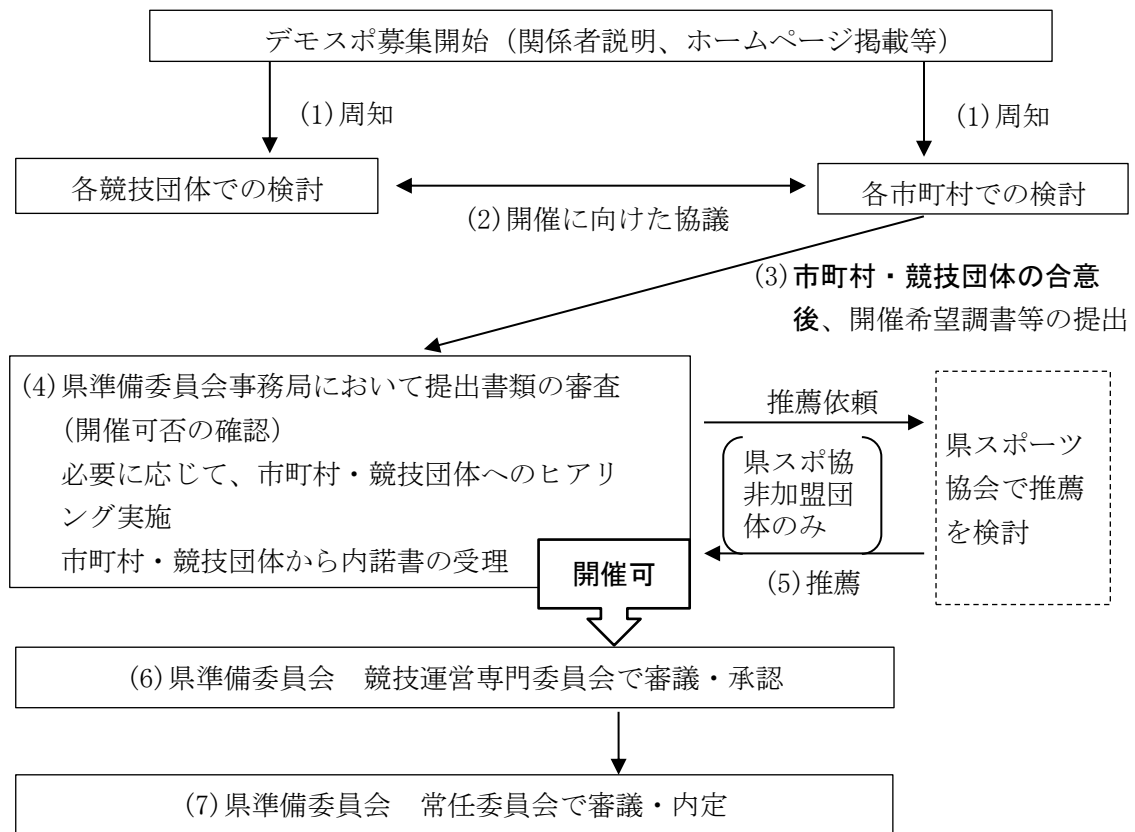 デモスポ募集開始（関係者説明、ホームページ掲載等）
(1)周知
(1)周知
各競技団体での検討
各市町村での検討
(2)開催に向けた協議
(3)市町村・競技団体の合意
後、開催希望調書等の提出
(4)県準備委員会事務局において提出書類の審査
（開催可否の確認）
必要に応じて、市町村・競技団体へのヒアリ
ング実施
市町村・競技団体から内諾書の受理
開催可
推薦依頼
県スポ協
非加盟団
体のみ
(5)推薦
県スポーツ
協会で推薦
を検討
(6)県準備委員会　競技運営専門委員会で審議・承認
(7)県準備委員会　常任委員会で審議・内定